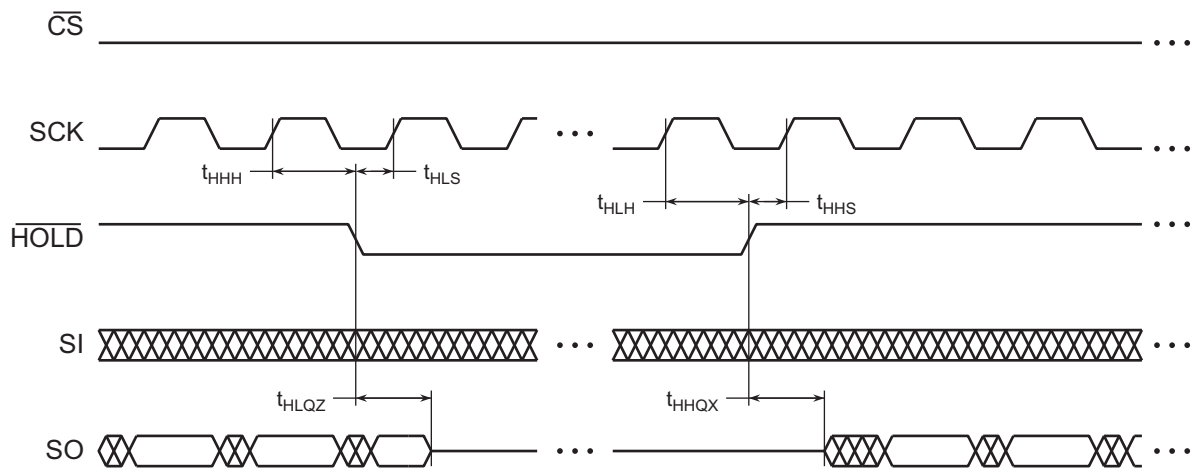 CS
SCK
tHHH
tHLS
tHLH
tHHS
HOLD
SI
tHLQZ
tHHQX
SO